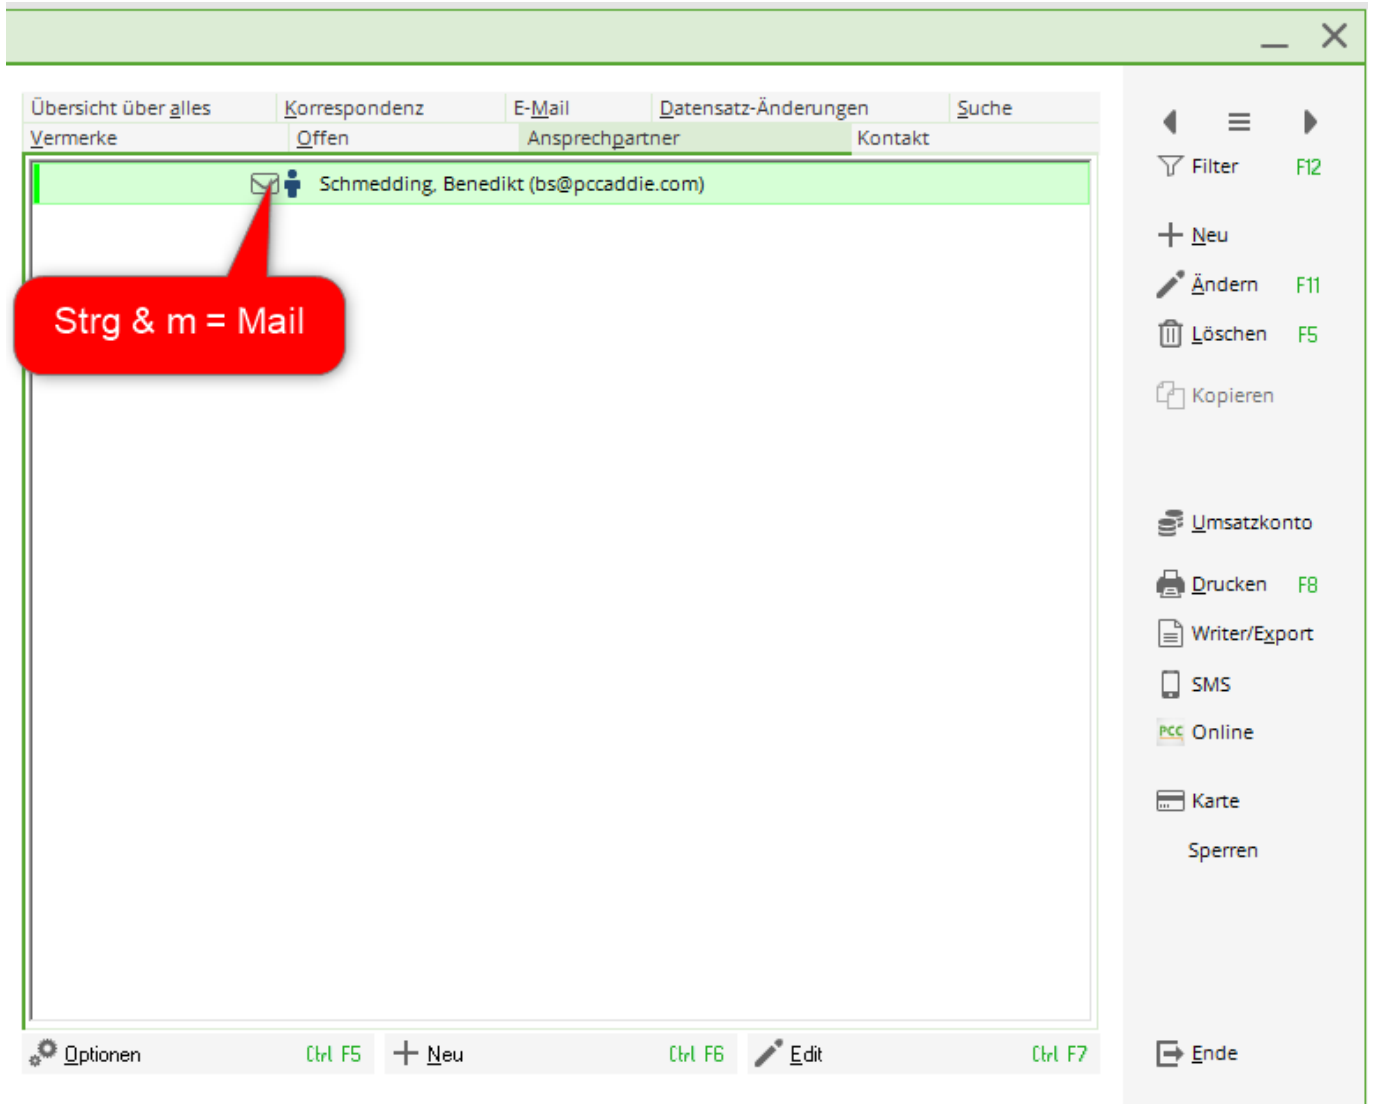 Übersicht über alles Korrespondenz E-Mail Datensatz-Änderungen Suche
Vermerke Offen Ansprechpartner Kontakt
Schmedding, Benedikt (bs@pccaddie.com)
Strg & m = Mail
Filter F12
Neu
Ändern F11
Löschen F5
Kopieren
Umsatzkonto
Drucken F8
Writer/Export
SMS
PCC Online
Karte
Sperren
Optionen Ctrl F5 Neu Ctrl F6 Edit Ctrl F7
Ende